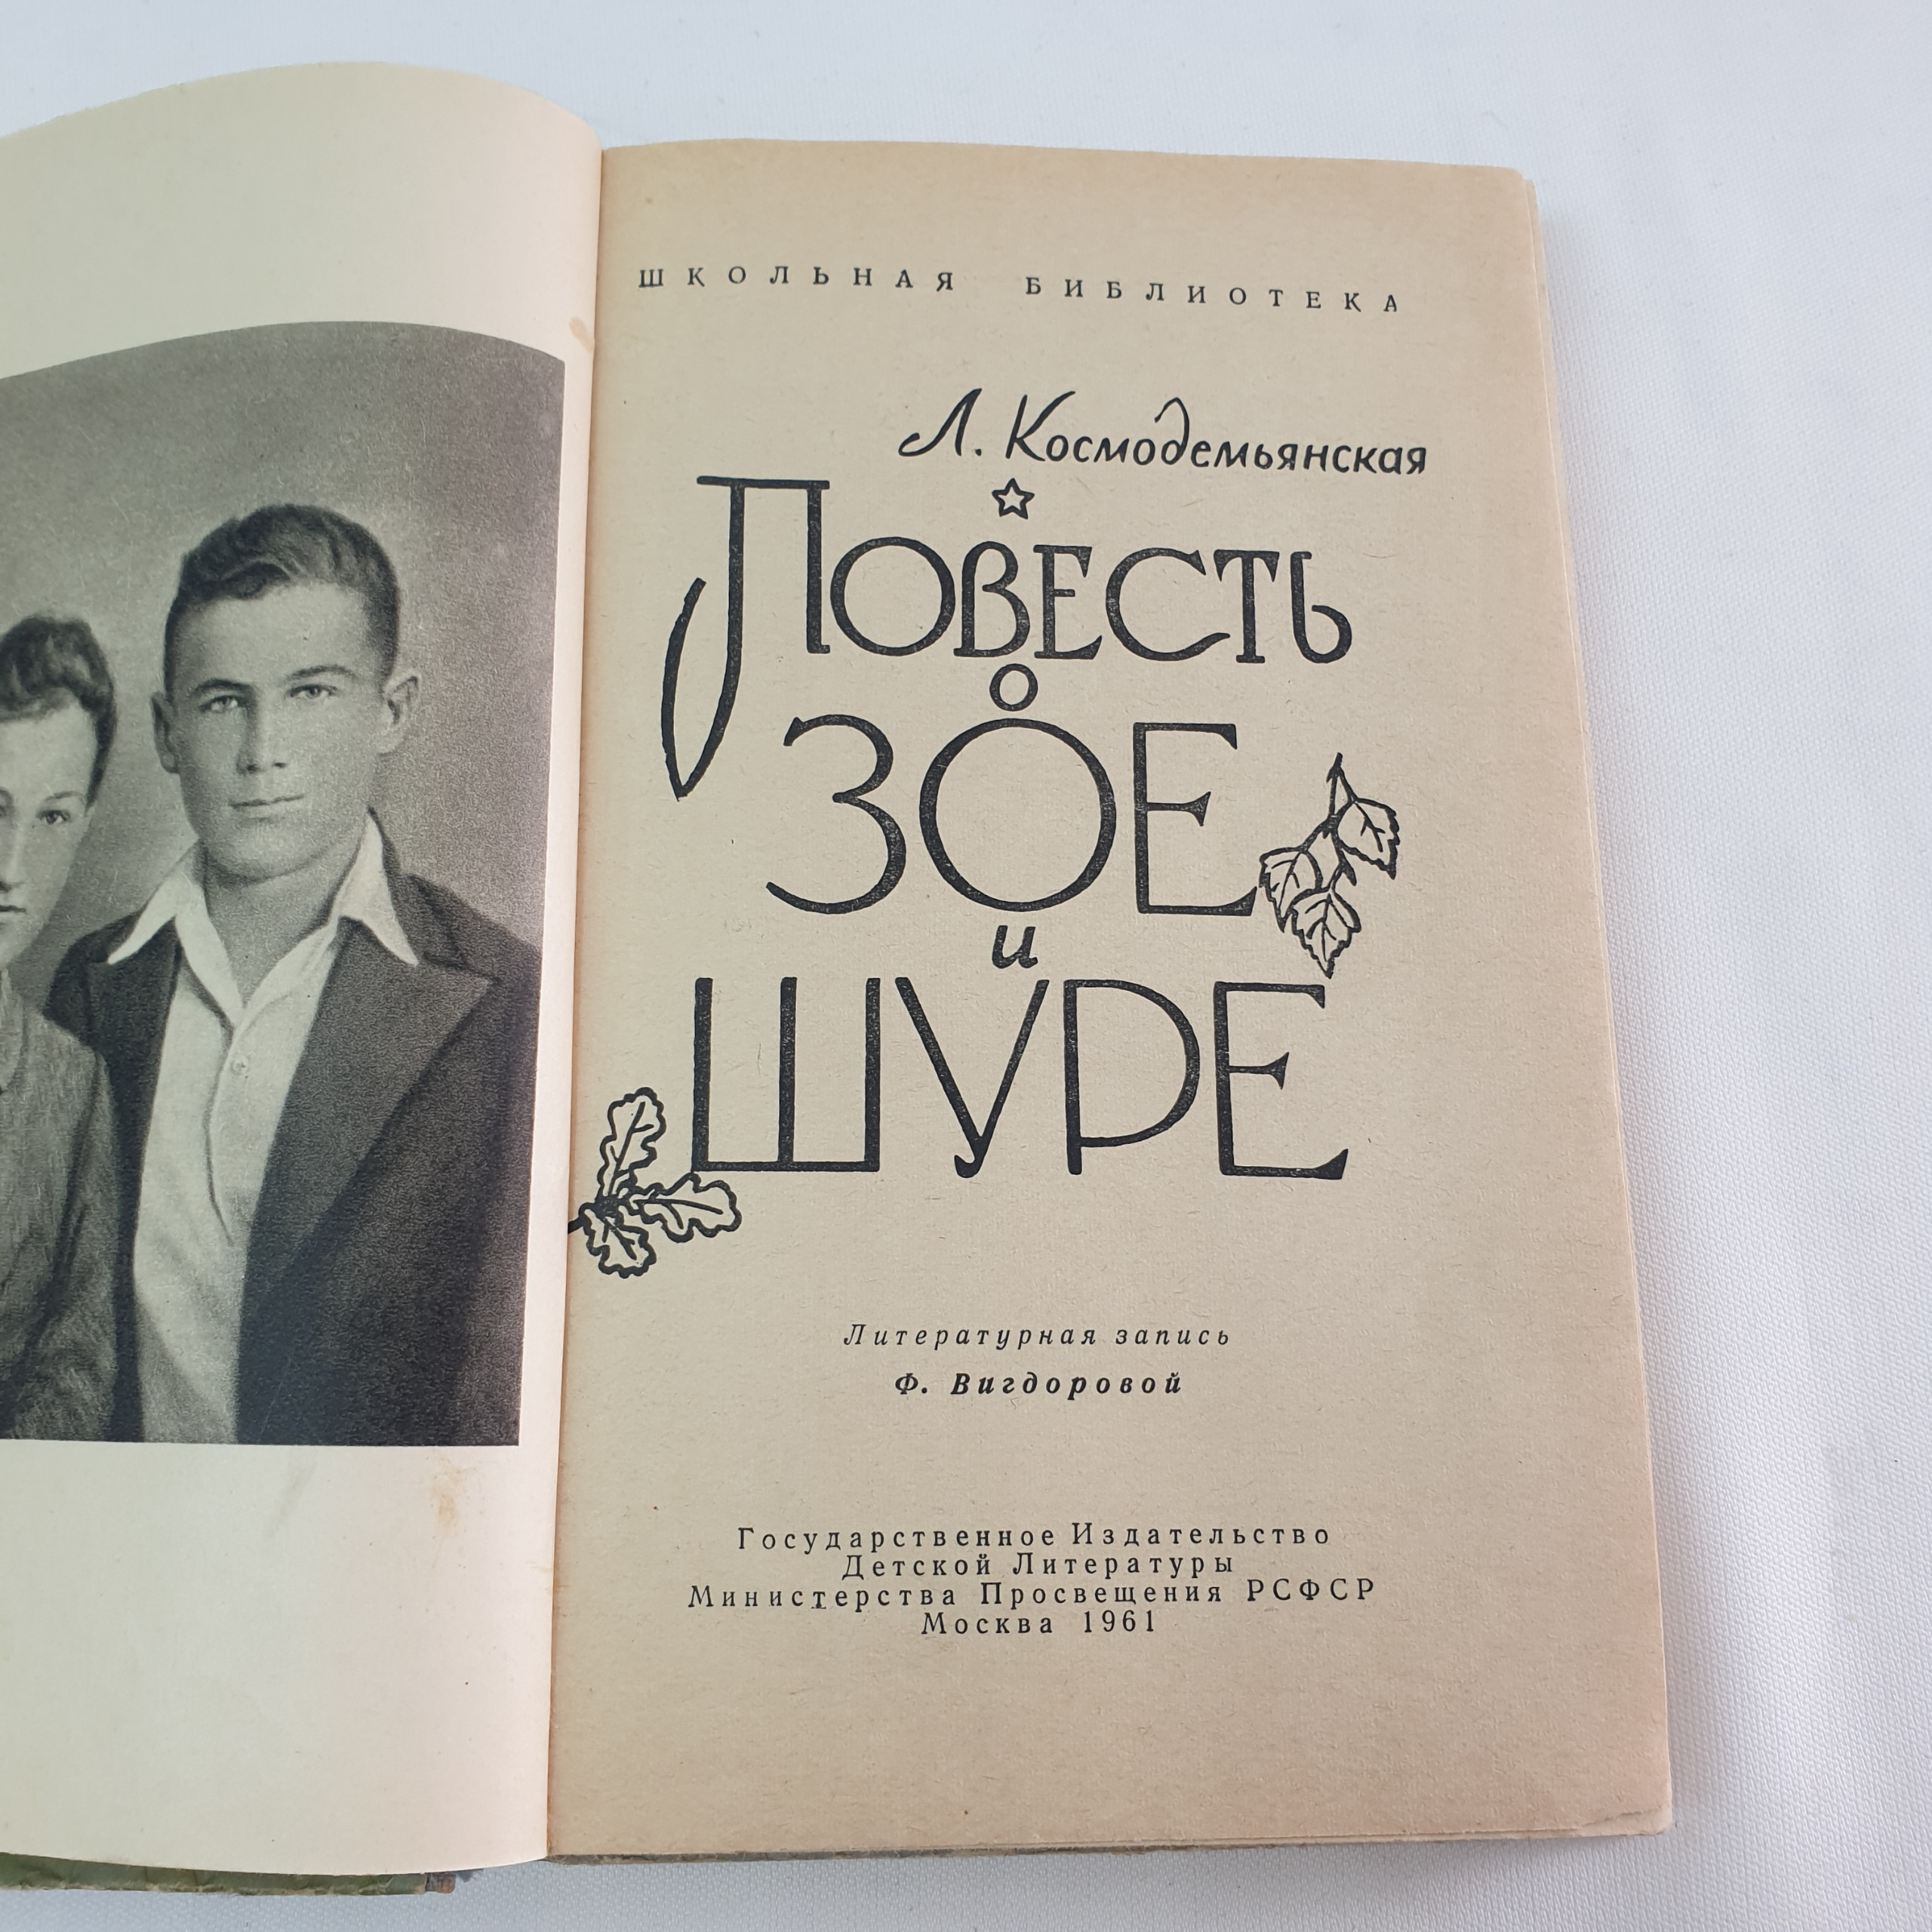 ШКОЛЬНАЯ БИБЛИОТЕКА
Л. Космодемьянская
ПОВЕСТЬ
О
ЗОЕ
и
ШУРЕ
Литературная запись
Ф. Вигдоровой
Государственное Издательство
Детской Литературы
Министерства Просвещения РСФСР
Москва 1961